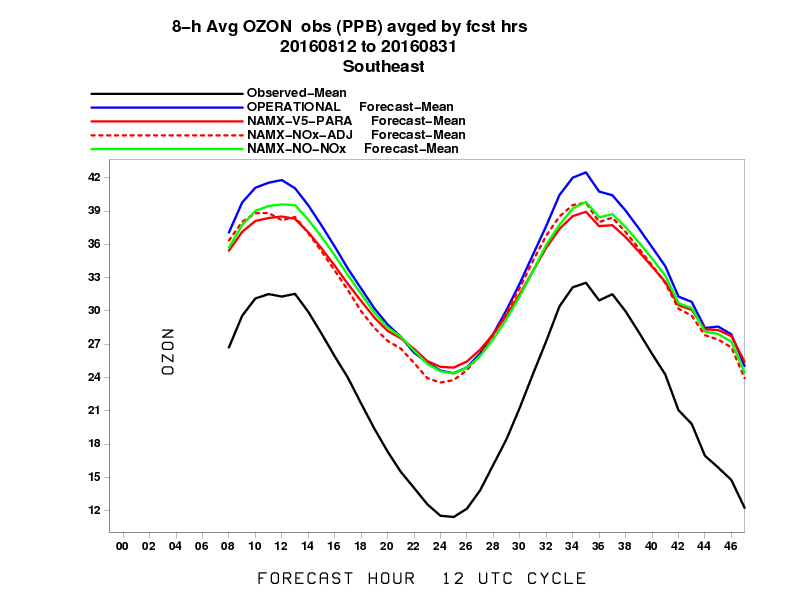 8-h Avg OZON obs (PPB) avged by fcst hrs
20160812 to 20160831
Southeast
Observed-Mean
OPERATIONAL Forecast-Mean
NAMX-V5-PARA Forecast-Mean
NAMX-NOx-ADJ Forecast-Mean
NAMX-NO-NOx Forecast-Mean
42
39
36
33
30
27
24
21
18
15
12
OZON
00 02 04 06 08 10 12 14 16 18 20 22 24 26 28 30 32 34 36 38 40 42 44 46
FORECAST HOUR 12 UTC CYCLE